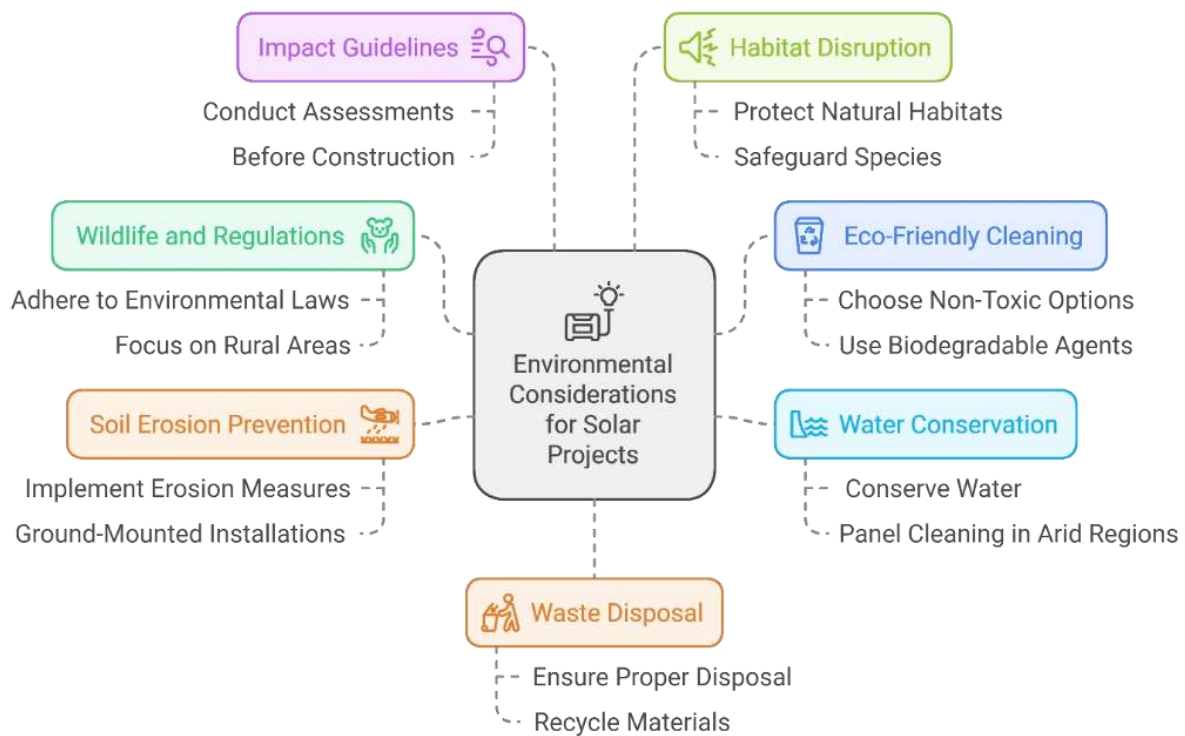 Impact Guidelines
Conduct Assessments
Before Construction
Habitat Disruption
Protect Natural Habitats
Safeguard Species
Wildlife and Regulations
Adhere to Environmental Laws
Focus on Rural Areas
Eco-Friendly Cleaning
Choose Non-Toxic Options
Use Biodegradable Agents
Environmental
Considerations
for Solar
Projects
Soil Erosion Prevention
Implement Erosion Measures
Ground-Mounted Installations
Water Conservation
Conserve Water
Panel Cleaning in Arid Regions
Waste Disposal
Ensure Proper Disposal
Recycle Materials